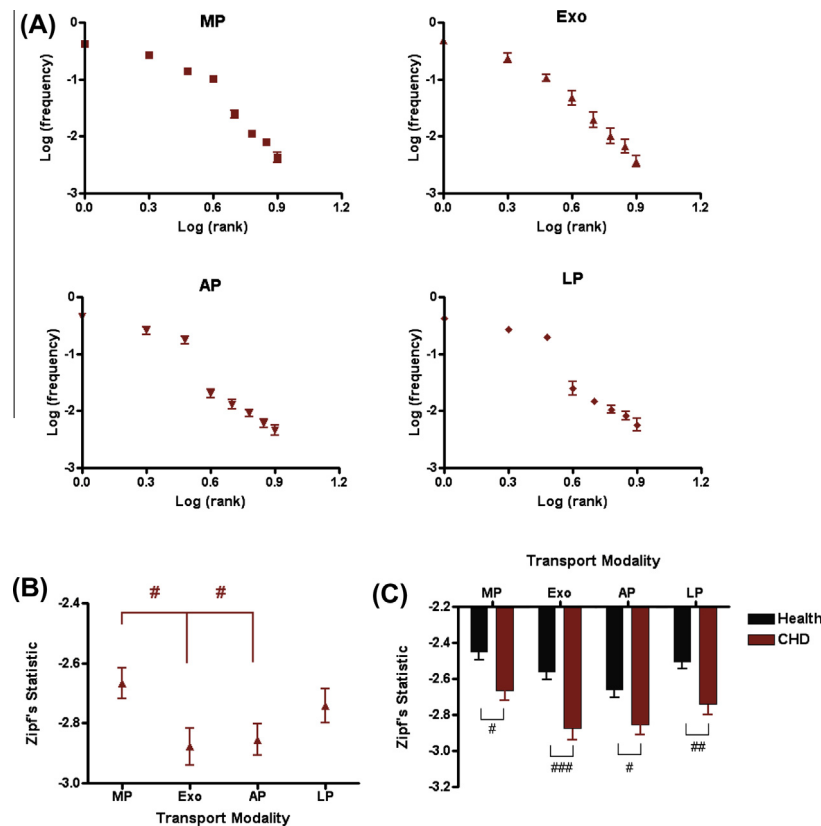 (A)
MP
0
-1
-2
-3
Log (frequency)
0.0 0.3 0.6 0.9 1.2
Log (rank)
Exo
0
-1
-2
-3
Log (frequency)
0.0 0.3 0.6 0.9 1.2
Log (rank)
AP
0
-1
-2
-3
Log (frequency)
0.0 0.3 0.6 0.9 1.2
Log (rank)
LP
0
-1
-2
-3
Log (frequency)
0.0 0.3 0.6 0.9 1.2
Log (rank)
(B)
# #
-2.4
-2.6
-2.8
-3.0
Zipf's Statistic
MP Exo AP LP
Transport Modality
(C)
Transport Modality
MP Exo AP LP
-2.2
-2.4
-2.6
-2.8
-3.0
-3.2
Zipf's Statistic
Health
CHD
# ### # ##